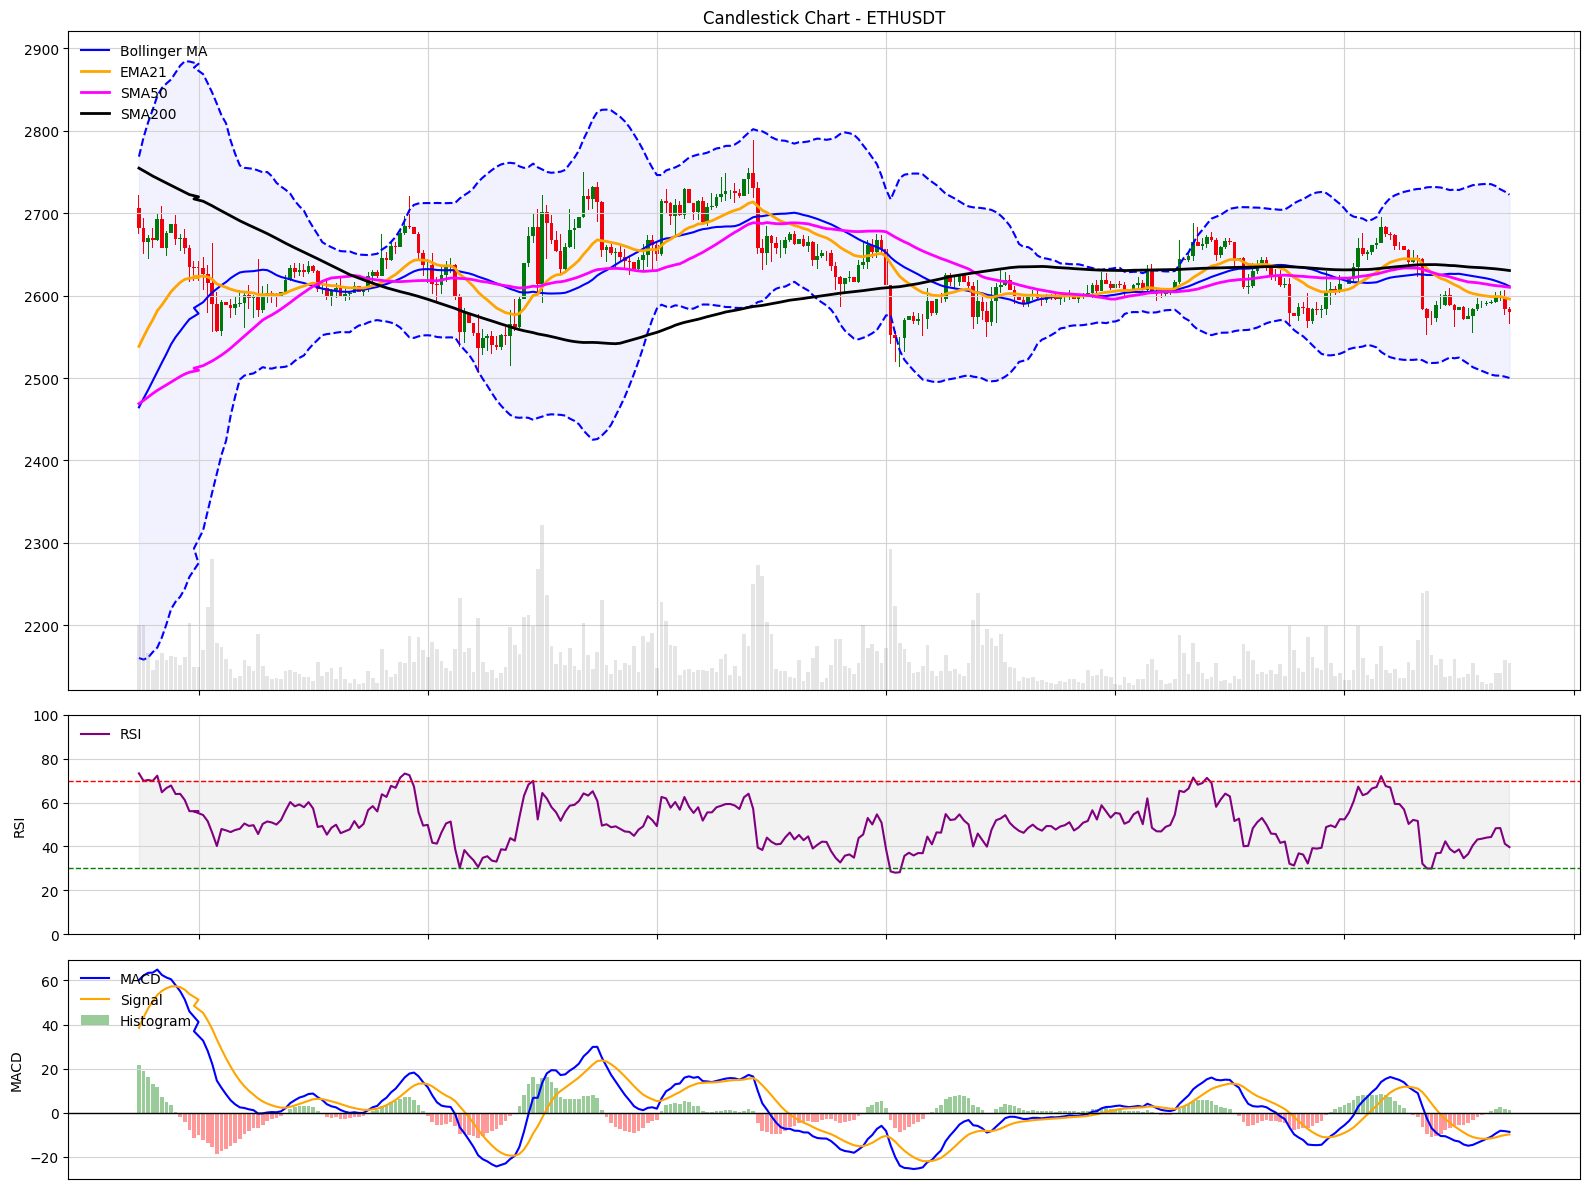 Candlestick Chart - ETHUSDT
2900
2800
2700
2600
2500
2400
2300
2200
Bollinger MA
EMA21
SMA50
SMA200
RSI
100
80
60
40
20
0
RSI
MACD
60
40
20
0
−20
MACD
Signal
Histogram